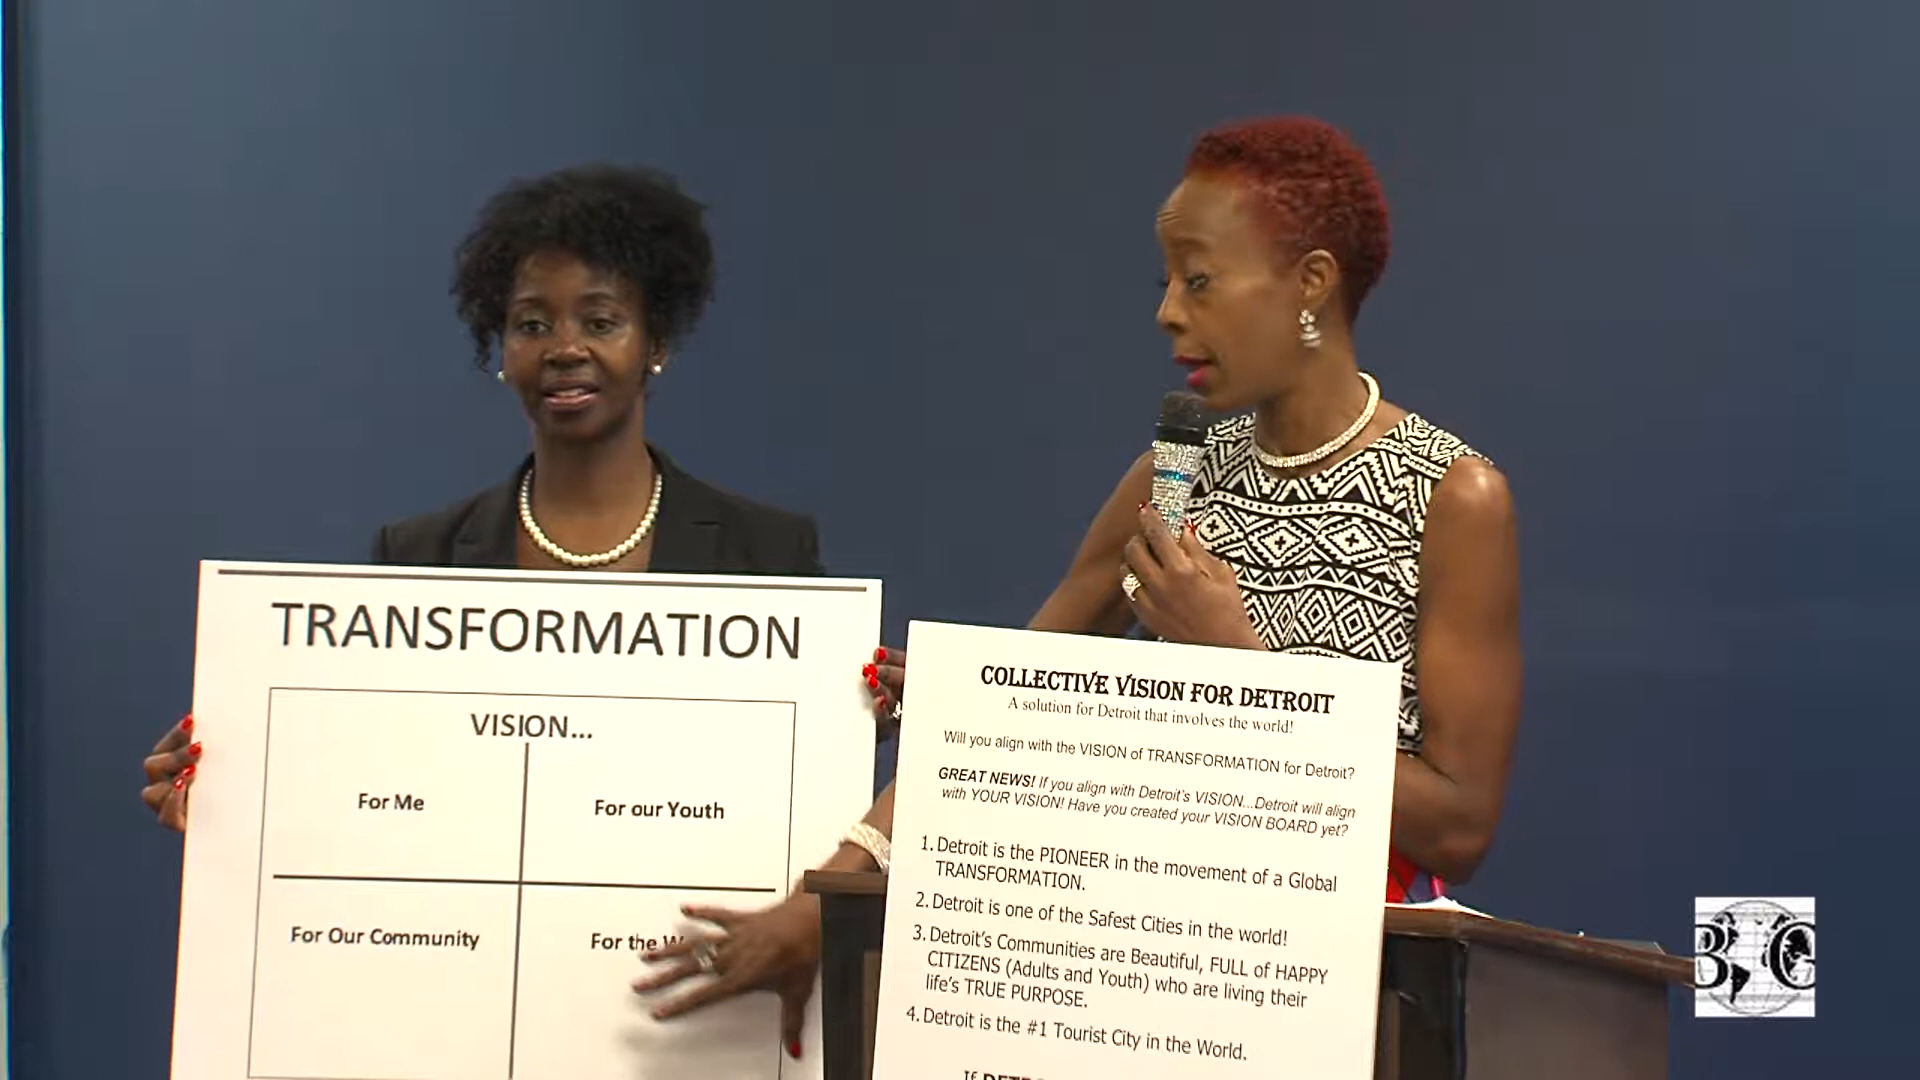 TRANSFORMATION
VISION...
For Me
For our Youth
For Our Community
For the
COLLECTIVE VISION FOR DETROIT
A solution for Detroit that involves the world!
Will you align with the VISION of TRANSFORMATION for Detroit?
GREAT NEWS! If you align with Detroit's VISION...Detroit will align
with YOUR VISION! Have you created your VISION BOARD yet?
1. Detroit is the PIONEER in the movement of a Global
TRANSFORMATION.
2. Detroit is one of the Safest Cities in the world!
3. Detroit's Communities are Beautiful, FULL of HAPPY
CITIZENS (Adults and Youth) who are living their
life's TRUE PURPOSE.
4. Detroit is the #1 Tourist City in the World.
If